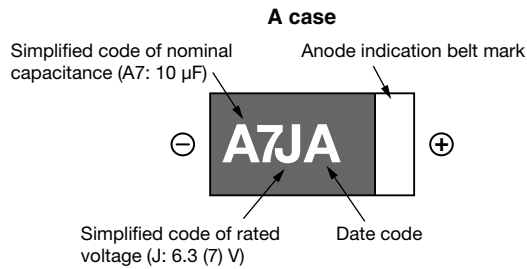 A case
Simplified code of nominal
capacitance (A7: 10 µF)
Anode indication belt mark
⊖
A7JA
⊕
Simplified code of rated
voltage (J: 6.3 (7) V)
Date code